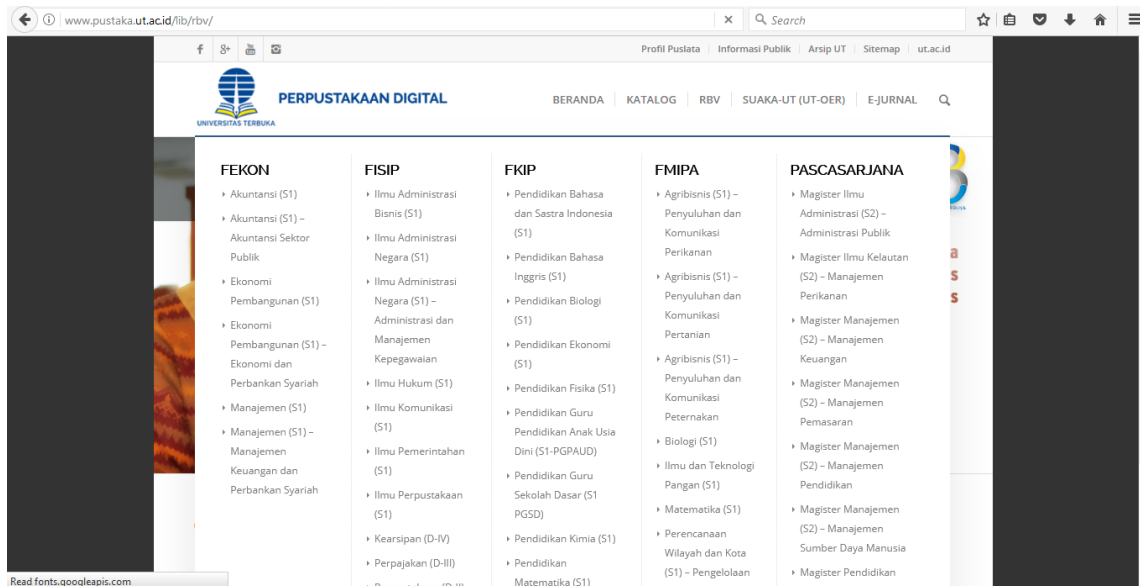 www.pustaka.ut.ac.id/lib/rbv/
Search
Profil Puslata
Informasi Publik
Arsip UT
Sitemap
ut.ac.id
UNIVERSITAS TERBUKA
PERPUSTAKAAN DIGITAL
BERANDA
KATALOG
RBV
SUAKA-UT (UT-OER)
E-JURNAL
FEKON
Akuntansi (S1)
Akuntansi (S1) –
Akuntansi Sektor
Publik
Ekonomi
Pembangunan (S1)
Ekonomi
Pembangunan (S1) –
Ekonomi dan
Perbankan Syariah
Manajemen (S1)
Manajemen (S1) –
Manajemen
Keuangan dan
Perbankan Syariah
FISIP
Ilmu Administrasi
Bisnis (S1)
Ilmu Administrasi
Negara (S1)
Ilmu Administrasi
Negara (S1) –
Administrasi dan
Manajemen
Kepegawaian
Ilmu Hukum (S1)
Ilmu Komunikasi
(S1)
Ilmu Pemerintahan
(S1)
Ilmu Perpustakaan
(S1)
Kearsipan (D-IV)
Perpajakan (D-III)
FKIP
Pendidikan Bahasa
dan Sastra Indonesia
(S1)
Pendidikan Bahasa
Inggris (S1)
Pendidikan Biologi
(S1)
Pendidikan Ekonomi
(S1)
Pendidikan Fisika (S1)
Pendidikan Guru
Pendidikan Anak Usia
Dini (S1-PGPAUD)
Pendidikan Guru
Sekolah Dasar (S1
PGSD)
Pendidikan Kimia (S1)
Pendidikan
Matematika (S1)
FMIPA
Agribisnis (S1) –
Penyuluhan dan
Komunikasi
Perikanan
Agribisnis (S1) –
Penyuluhan dan
Komunikasi
Pertanian
Agribisnis (S1) –
Penyuluhan dan
Komunikasi
Peternakan
Biologi (S1)
Ilmu dan Teknologi
Pangan (S1)
Matematika (S1)
Perencanaan
Wilayah dan Kota
(S1) – Pengelolaan
PASCASARJANA
Magister Ilmu
Administrasi (S2) –
Administrasi Publik
Magister Ilmu Kelautan
(S2) – Manajemen
Perikanan
Magister Manajemen
(S2) – Manajemen
Keuangan
Magister Manajemen
(S2) – Manajemen
Pemasaran
Magister Manajemen
(S2) – Manajemen
Pendidikan
Magister Manajemen
(S2) – Manajemen
Sumber Daya Manusia
Magister Pendidikan
a
s
s
Read fonts.googleapis.com